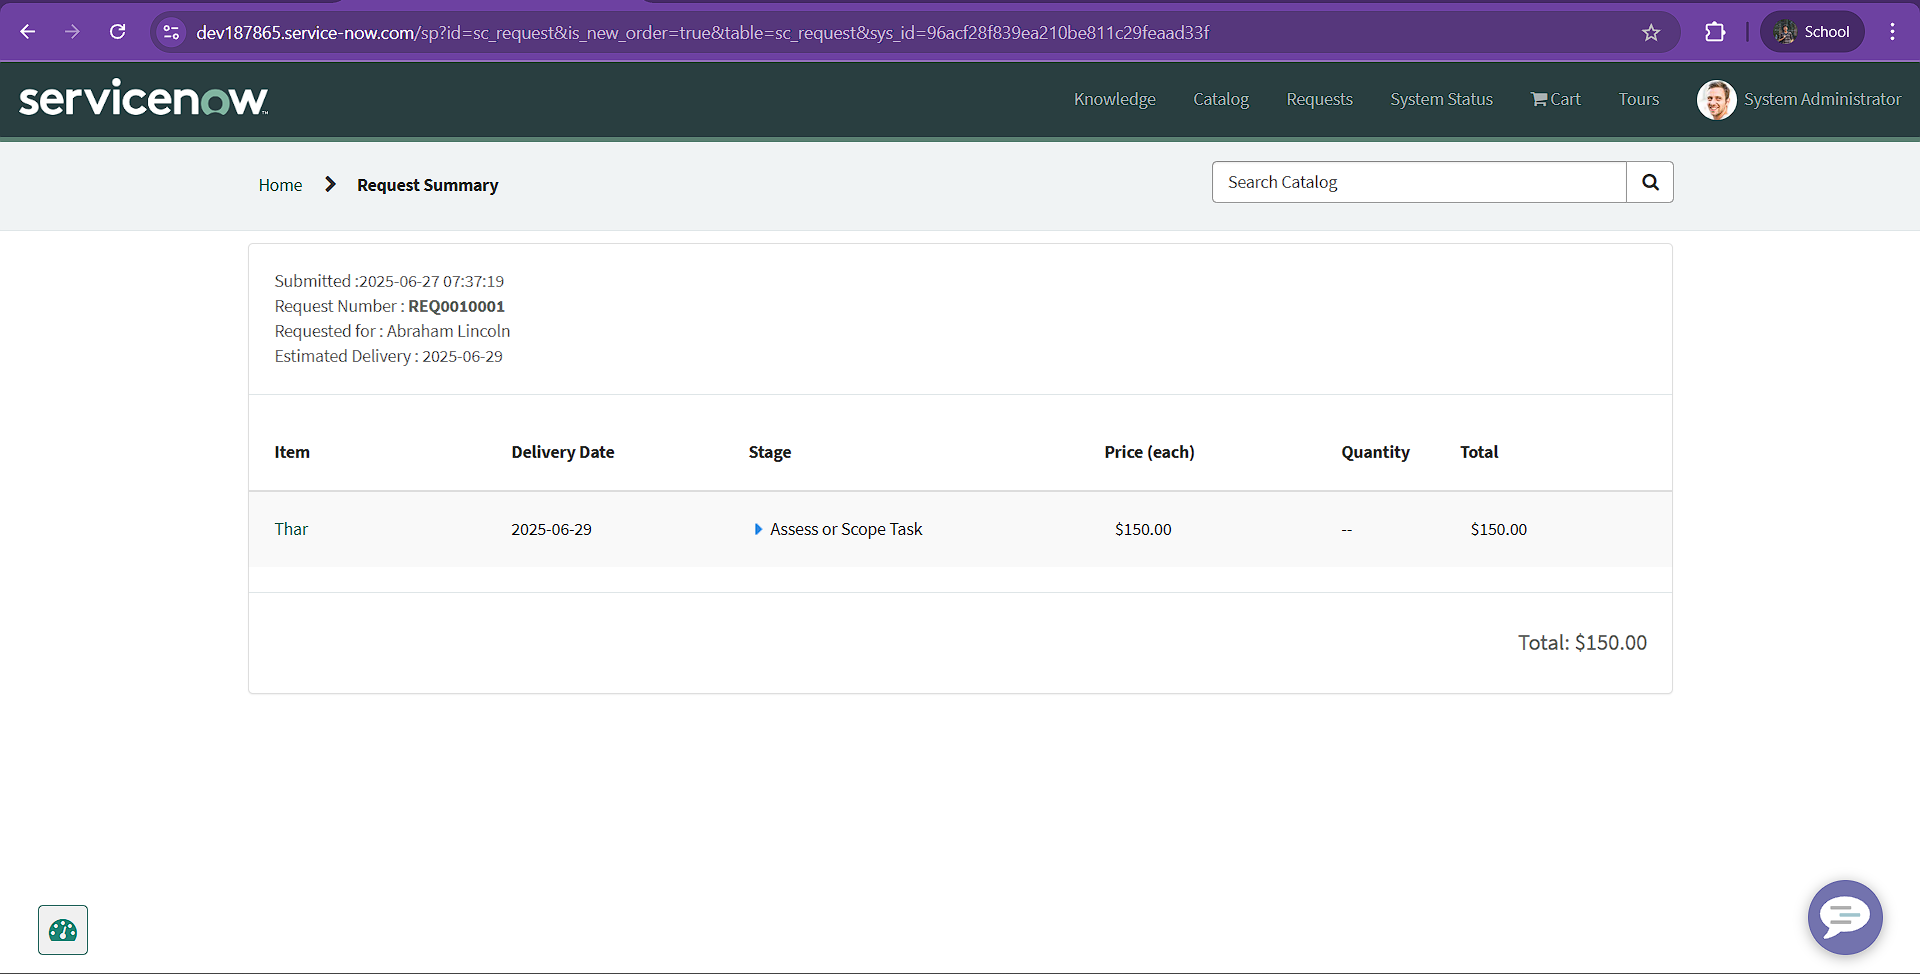 dev187865.service-now.com/sp?id=sc_request&is_new_order=true&table=sc_request&sys_id=96acf28f839ea210be811c29feaad33f
School
servicenow™
Knowledge Catalog Requests System Status Cart Tours System Administrator
Home Request Summary Search Catalog
Submitted :2025-06-27 07:37:19
Request Number : REQ0010001
Requested for : Abraham Lincoln
Estimated Delivery : 2025-06-29
Item Delivery Date Stage Price (each) Quantity Total
Thar 2025-06-29 Assess or Scope Task $150.00 -- $150.00
Total: $150.00